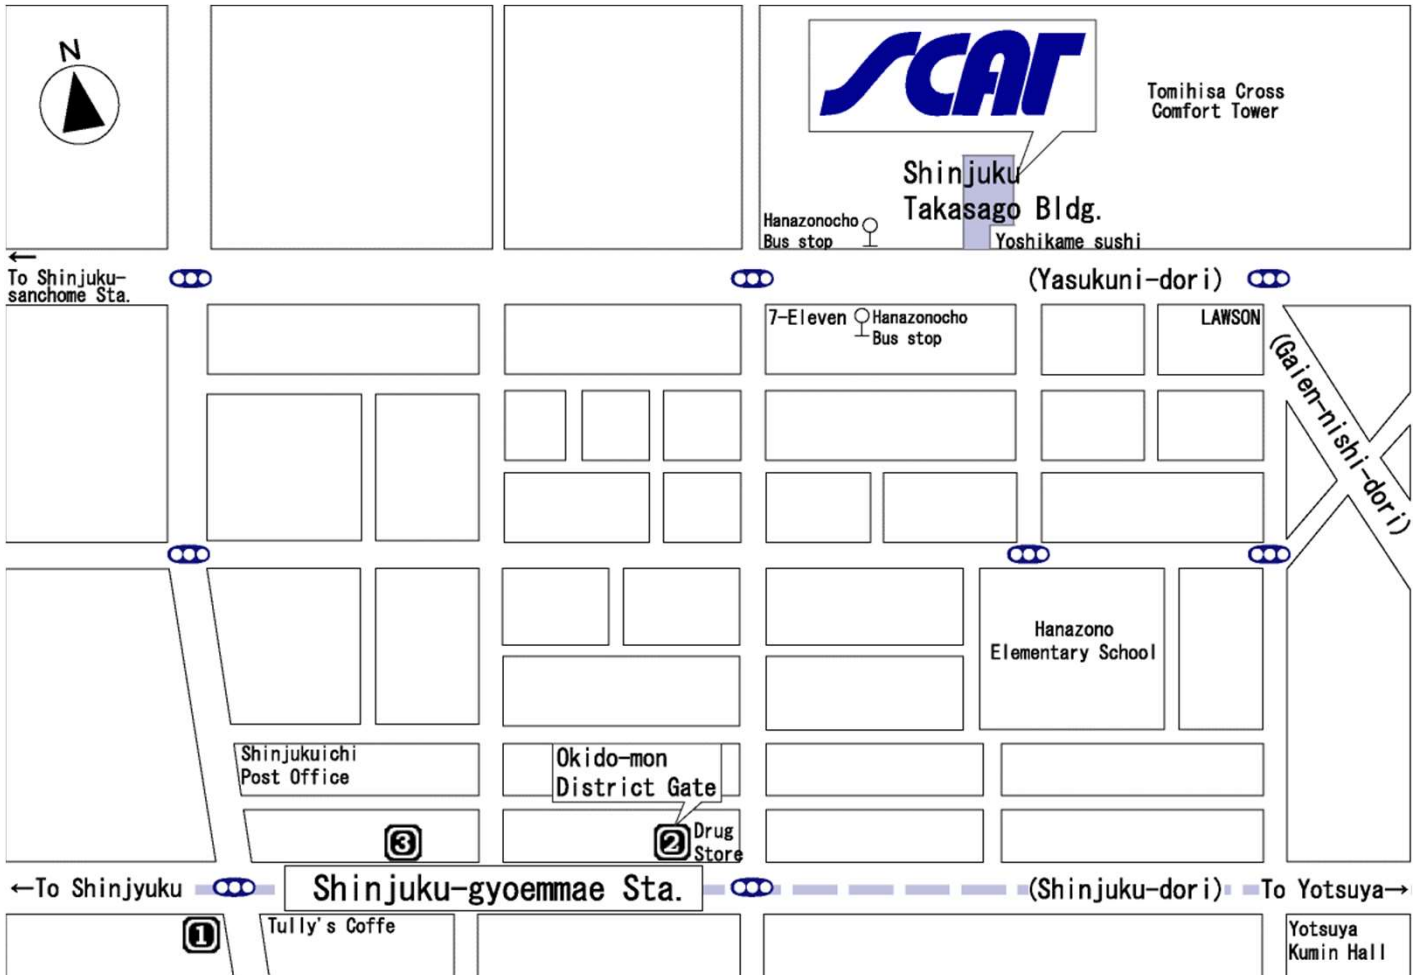 N
SCAT
Tomihisa Cross
Comfort Tower
Shinjuku
Takasago Bldg.
Hanazonocho
Bus stop
Yoshikame sushi
←
To Shinjuku-
sanchome Sta.
(Yasukuni-dori)
7-Eleven
Hanazonocho
Bus stop
LAWSON
(Gaien-nishi-dori)
Hanazono
Elementary School
Shinjukuichi
Post Office
Okido-mon
District Gate
3
2
Drug
Store
←To Shinjyuku
Shinjuku-gyoemmae Sta.
(Shinjuku-dori)
To Yotsuya→
1
Tully's Coffe
Yotsuya
Kumin Hall